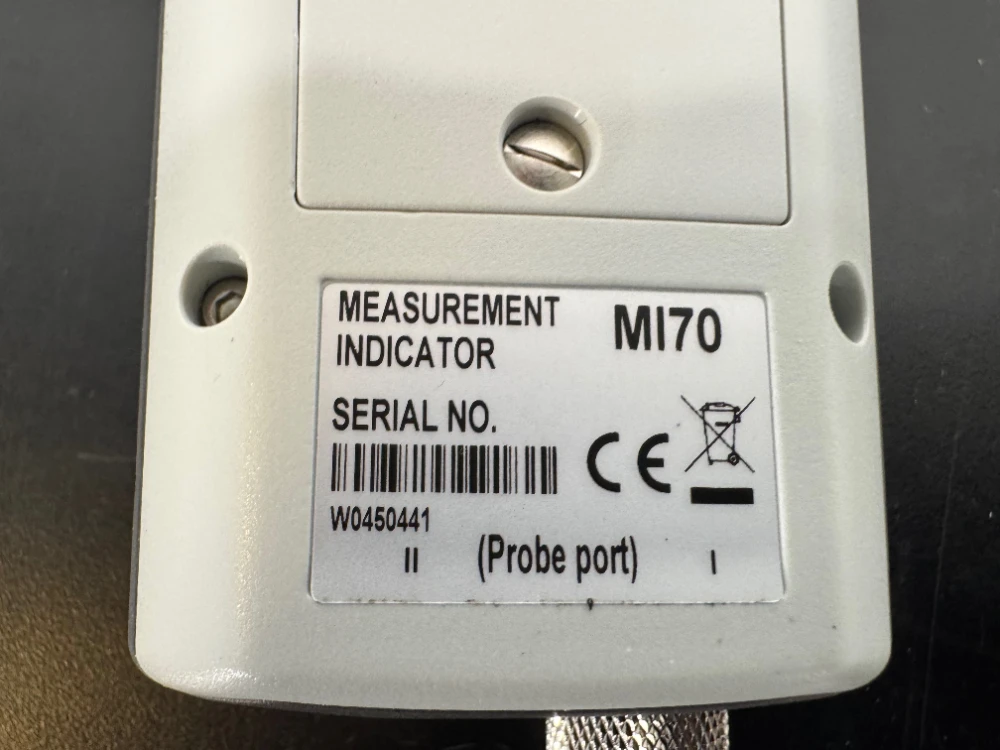 MEASUREMENT
INDICATOR
MI70
SERIAL NO.
CE
W0450441
II (Probe port) I